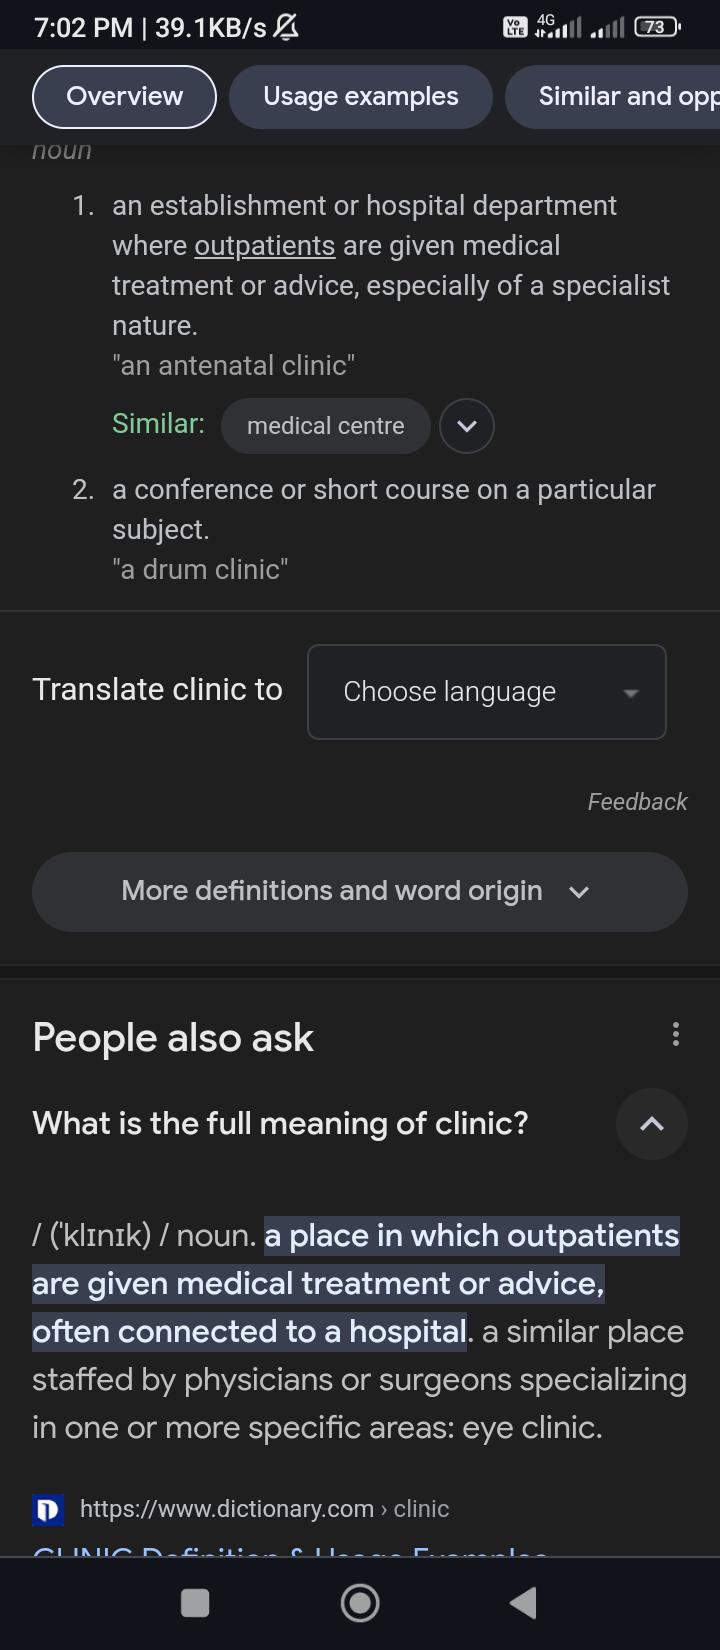 7:02 PM | 39.1KB/s
Vo LTE 4G 73
Overview Usage examples Similar and opp
noun
1. an establishment or hospital department
where outpatients are given medical
treatment or advice, especially of a specialist
nature.
"an antenatal clinic"
Similar: medical centre
2. a conference or short course on a particular
subject.
"a drum clinic"
Translate clinic to Choose language
Feedback
More definitions and word origin
People also ask
What is the full meaning of clinic?
/ (ˈklɪnɪk) / noun. a place in which outpatients
are given medical treatment or advice,
often connected to a hospital. a similar place
staffed by physicians or surgeons specializing
in one or more specific areas: eye clinic.
https://www.dictionary.com › clinic
CLINIC Definition & Usage Examples